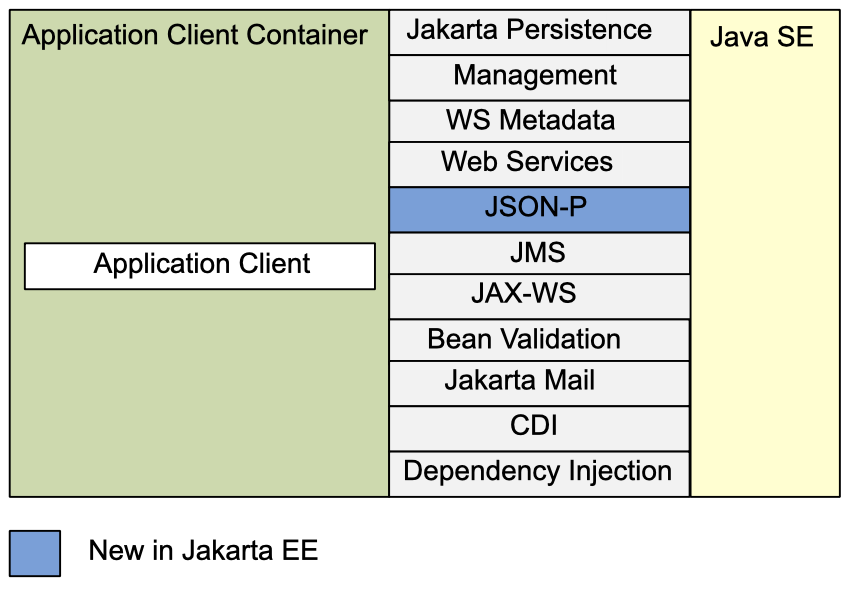 Application Client Container
Application Client
Jakarta Persistence
Management
WS Metadata
Web Services
JSON-P
JMS
JAX-WS
Bean Validation
Jakarta Mail
CDI
Dependency Injection
Java SE
New in Jakarta EE